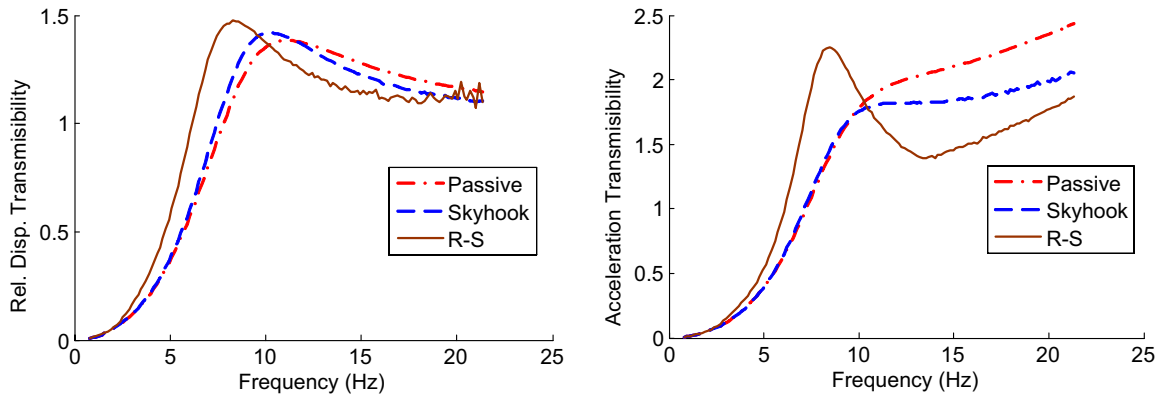 Rel. Disp. Transmisibility
1.5
1
0.5
0
0 5 10 15 20 25
Frequency (Hz)
Passive
Skyhook
R-S
Acceleration Transmisibility
2.5
2
1.5
1
0.5
0
0 5 10 15 20 25
Frequency (Hz)
Passive
Skyhook
R-S